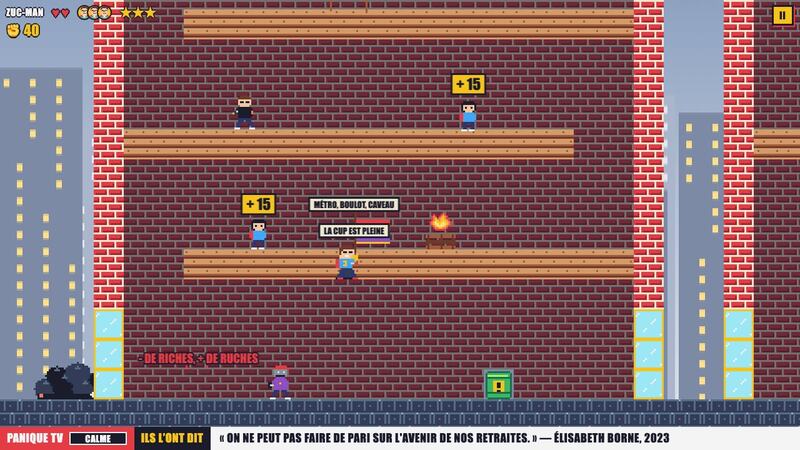 ZUC-MAN
40
+ 15
+ 15
MÉTRO, BOULOT, CAVEAU
LA CUP EST PLEINE
- DE RICHES, + DE RUCHES
!
PANIQUE TV
CALME
ILS L'ONT DIT
« ON NE PEUT PAS FAIRE DE PARI SUR L'AVENIR DE NOS RETRAITES. » — ÉLISABETH BORNE, 2023